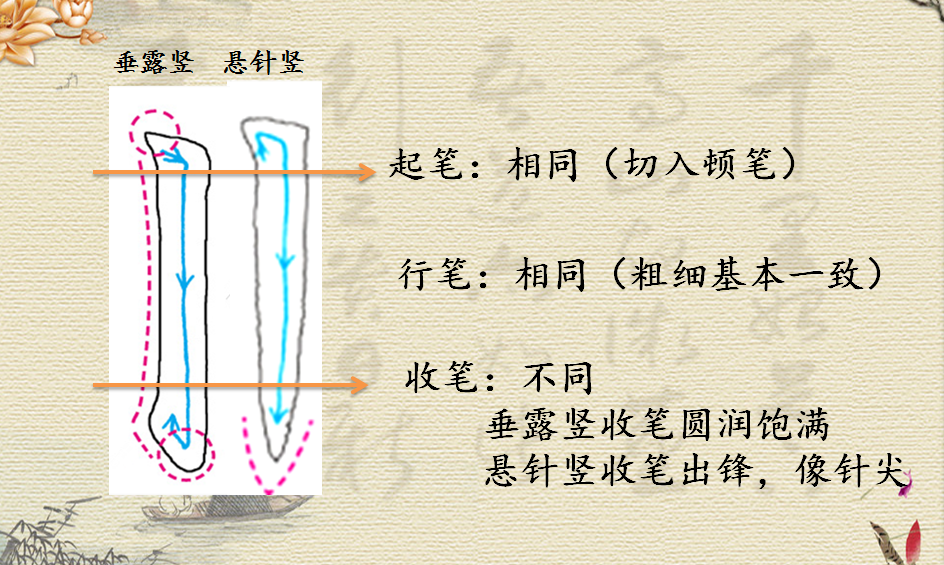 垂露竖 悬针竖
起笔：相同（切入顿笔）
行笔：相同（粗细基本一致）
收笔：不同
垂露竖收笔圆润饱满
悬针竖收笔出锋，像针尖